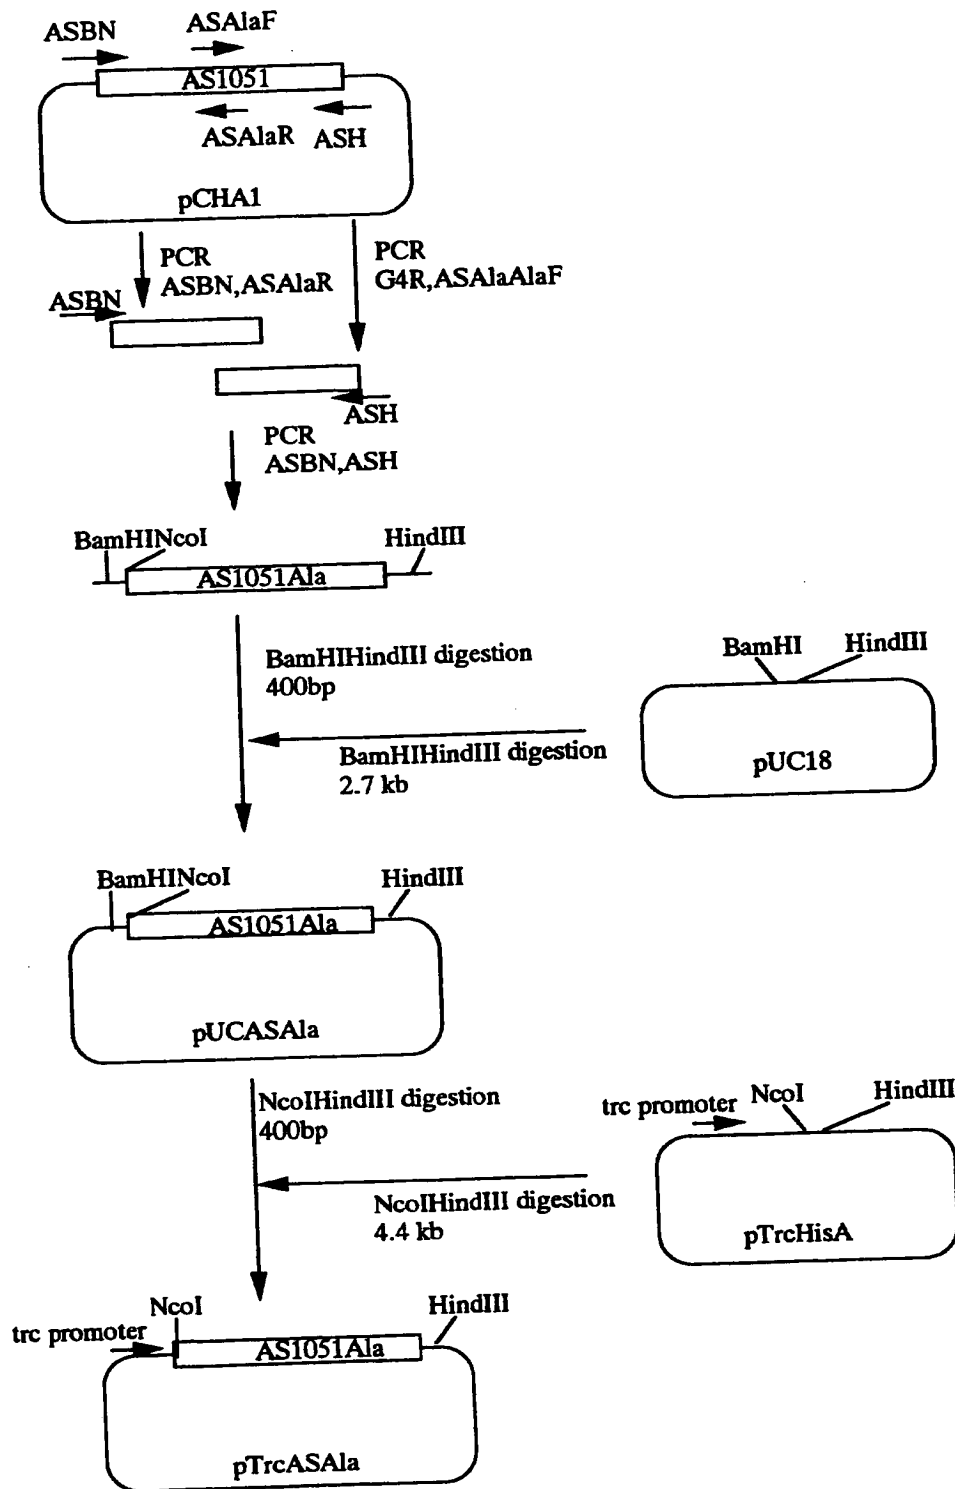 ASBN
ASAlaF
AS1051
ASAlaR
ASH
pCHA1
PCR
ASBN,ASAlaR
PCR
G4R,ASAlaAlaF
ASBN
ASH
PCR
ASBN,ASH
BamHINcoI
HindIII
AS1051Ala
BamHIHindIII digestion
400bp
BamHI
HindIII
BamHIHindIII digestion
2.7 kb
pUC18
BamHINcoI
HindIII
AS1051Ala
pUCASAla
NcoIHindIII digestion
400bp
trc promoter
NcoI
HindIII
NcoIHindIII digestion
4.4 kb
pTrcHisA
NcoI
HindIII
trc promoter
AS1051Ala
pTrcASAla